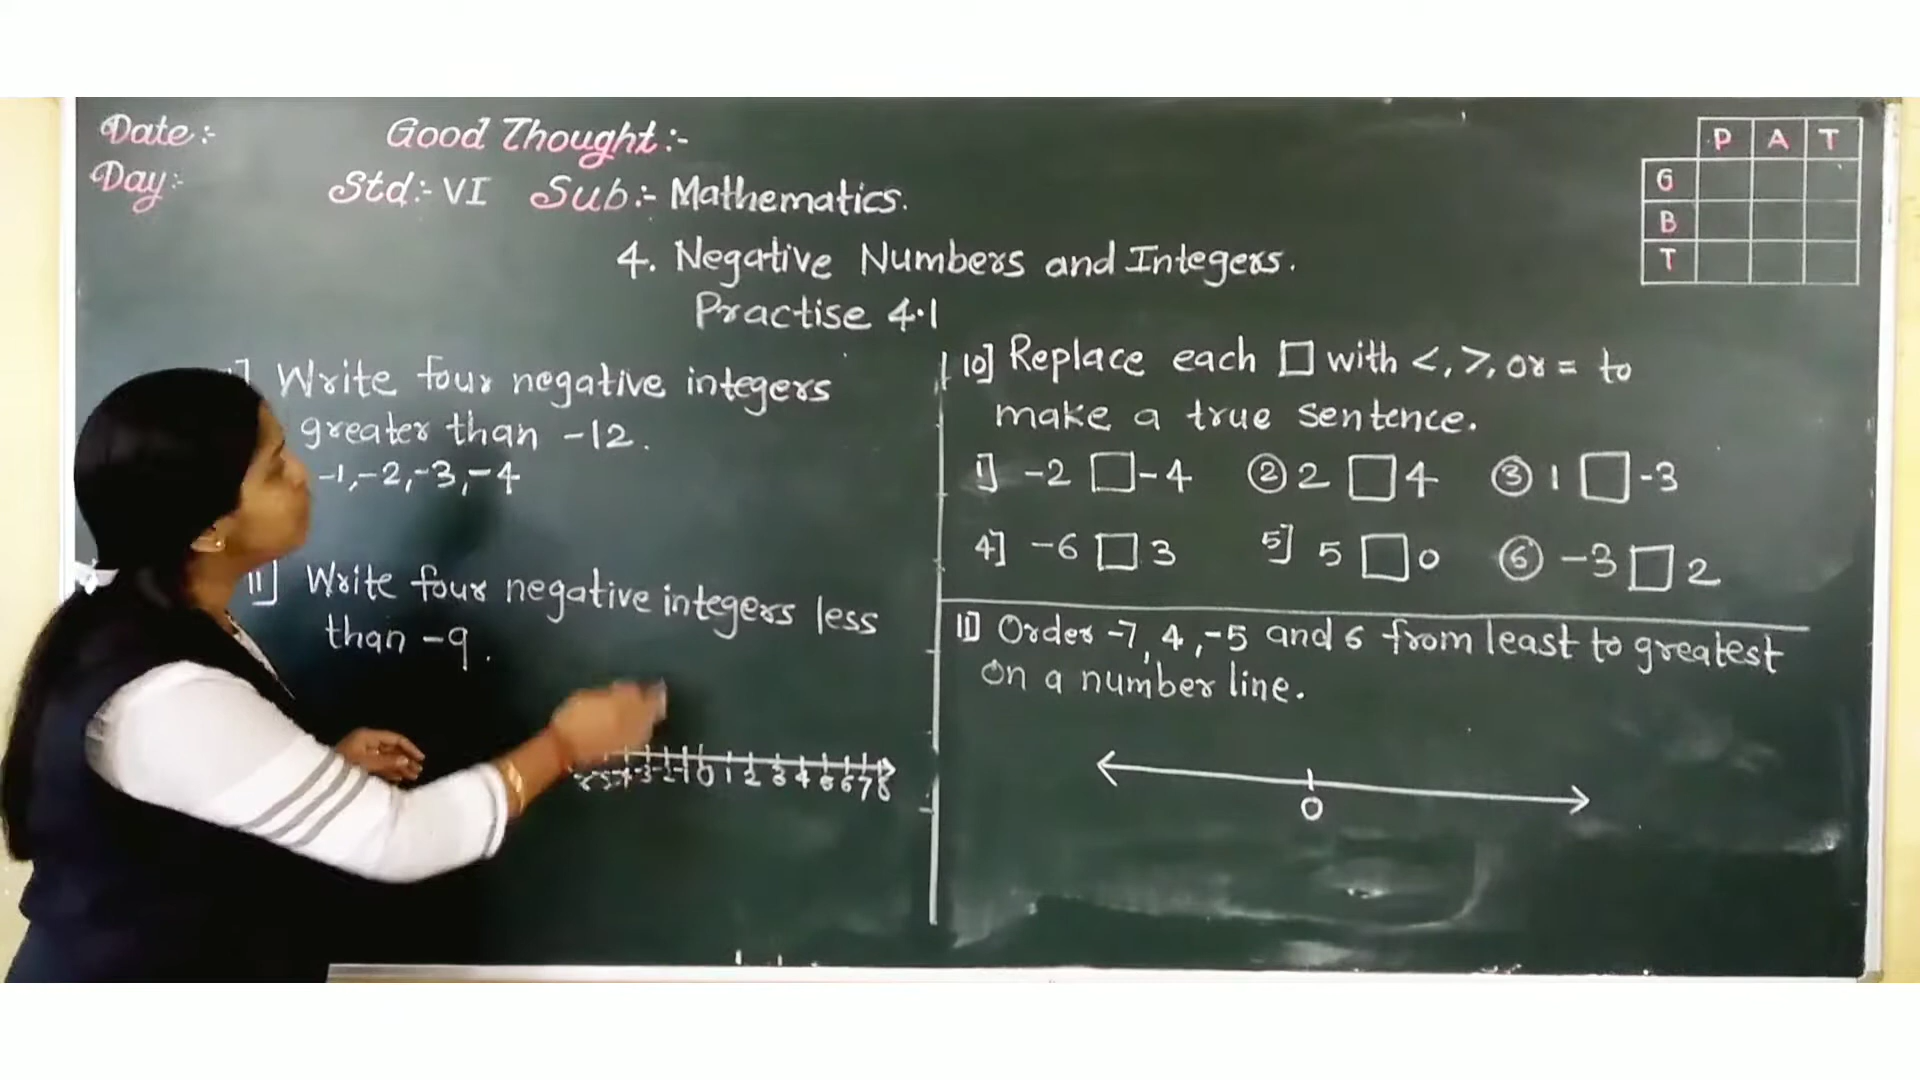 Date:- Good Thought:-
Day:- Std:- VI Sub:- Mathematics.
P A T
G
B
T
4. Negative Numbers and Integers.
Practise 4.1
I] Write four negative integers
greater than -12.
-1, -2, -3, -4
II] Write four negative integers less
than -9.
-3 -2 -1 0 1 2 3 4 5 6 7 8
10] Replace each □ with <, >, or = to
make a true sentence.
1] -2 □ -4 ② 2 □ 4 ③ 1 □ -3
4] -6 □ 3 5] 5 □ 0 ⑥ -3 □ 2
11] Order -7, 4, -5 and 6 from least to greatest
on a number line.
0